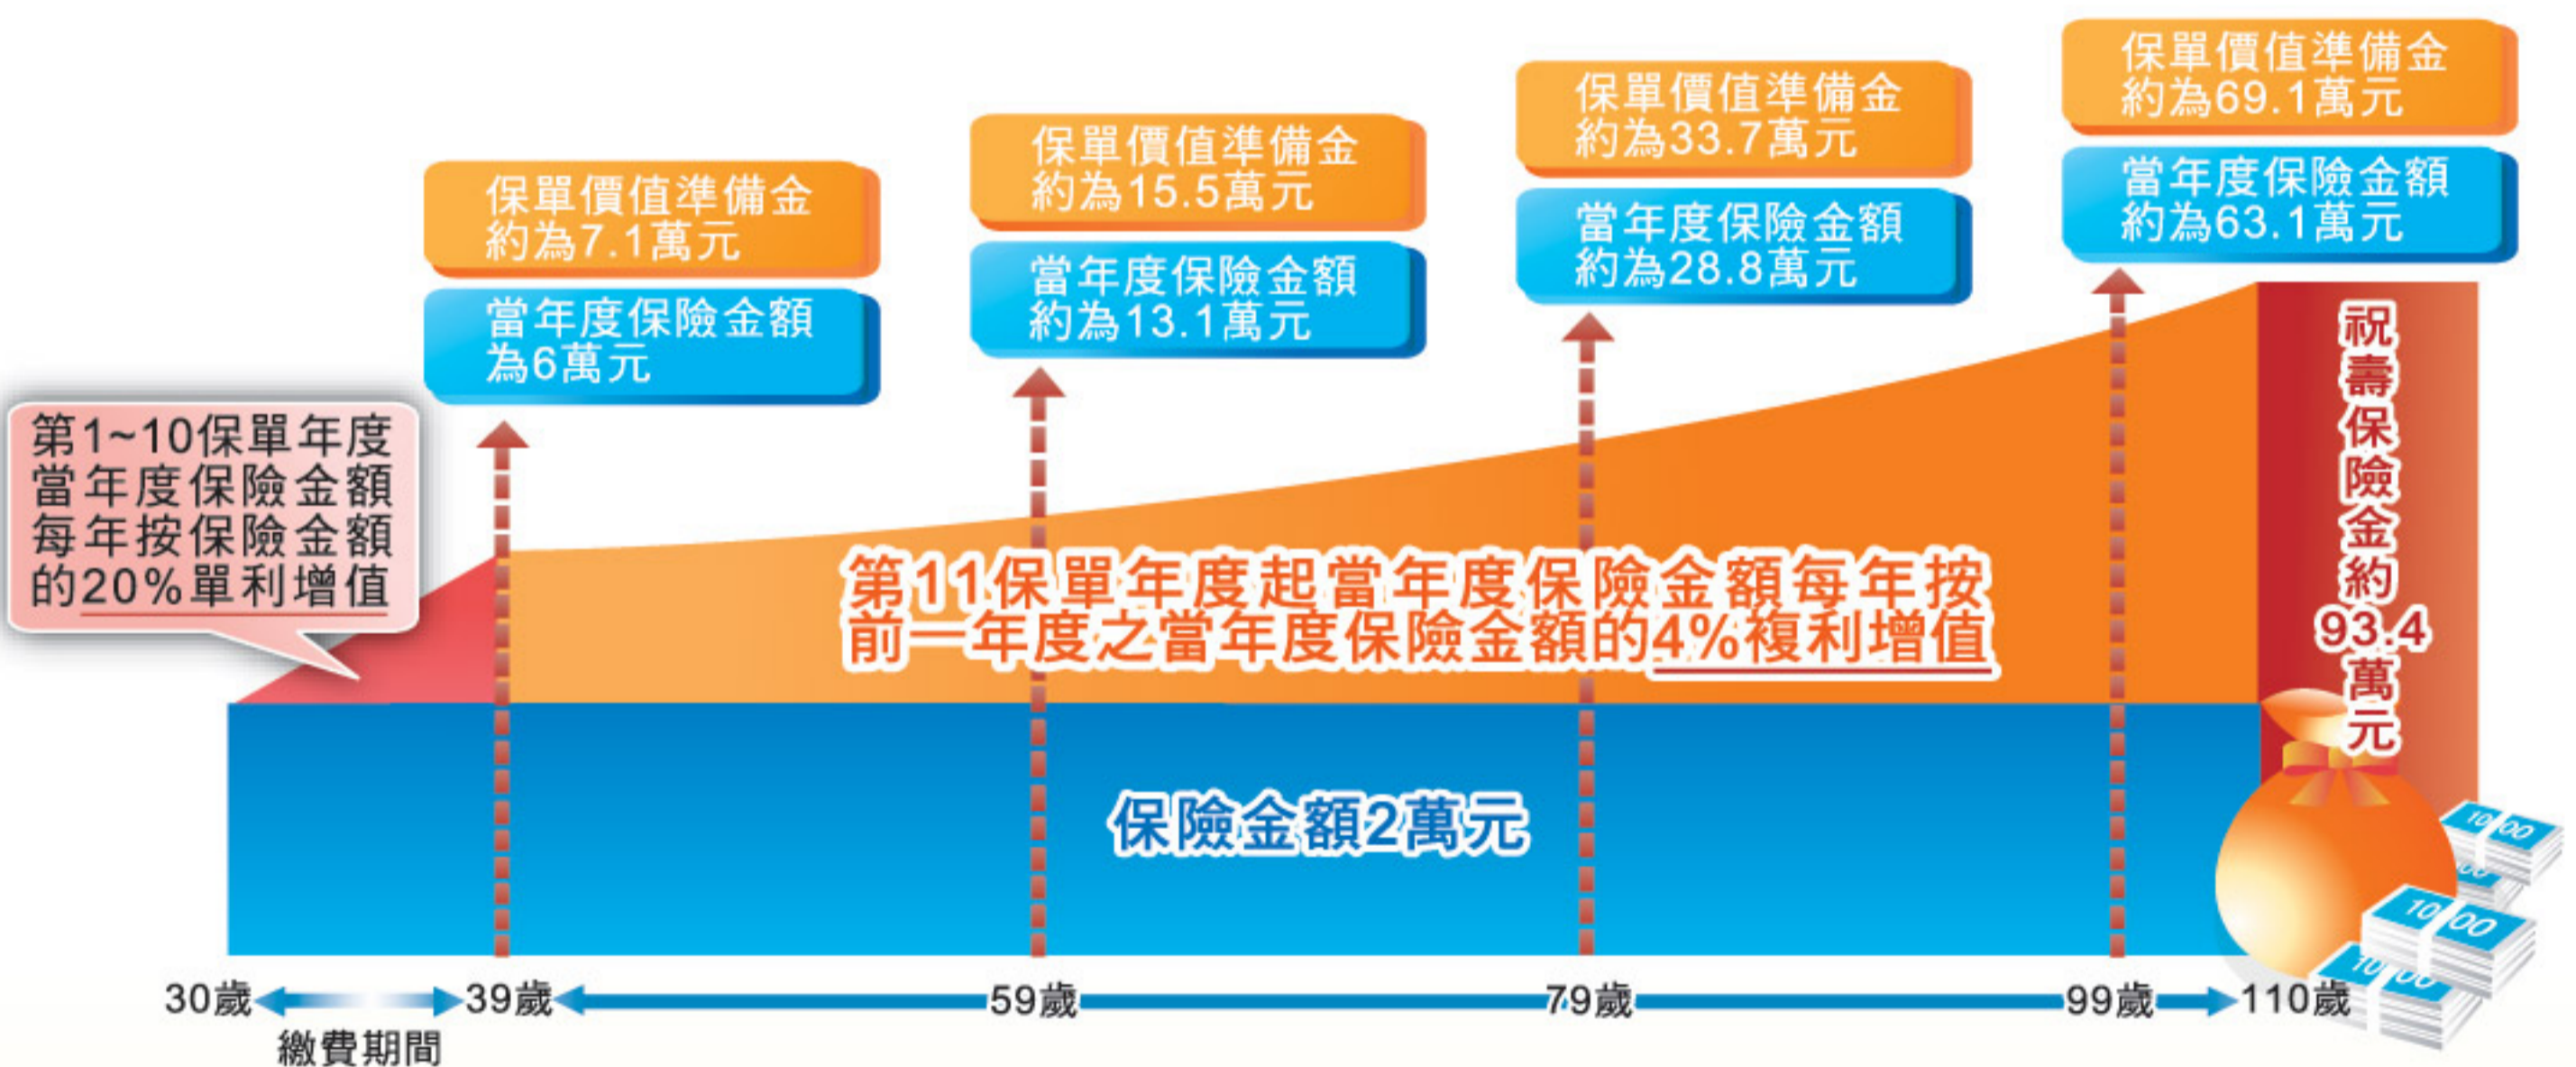 保單價值準備金
約為69.1萬元
當年度保險金額
約為63.1萬元
保單價值準備金
約為33.7萬元
當年度保險金額
約為28.8萬元
保單價值準備金
約為15.5萬元
當年度保險金額
約為13.1萬元
保單價值準備金
約為7.1萬元
當年度保險金額
為6萬元
第1~10保單年度
當年度保險金額
每年按保險金額
的20%單利增值
第11保單年度起當年度保險金額每年按
前一年度之當年度保險金額的4%複利增值
祝壽保險金約93.4萬元
保險金額2萬元
30歲
39歲
59歲
79歲
99歲
110歲
繳費期間